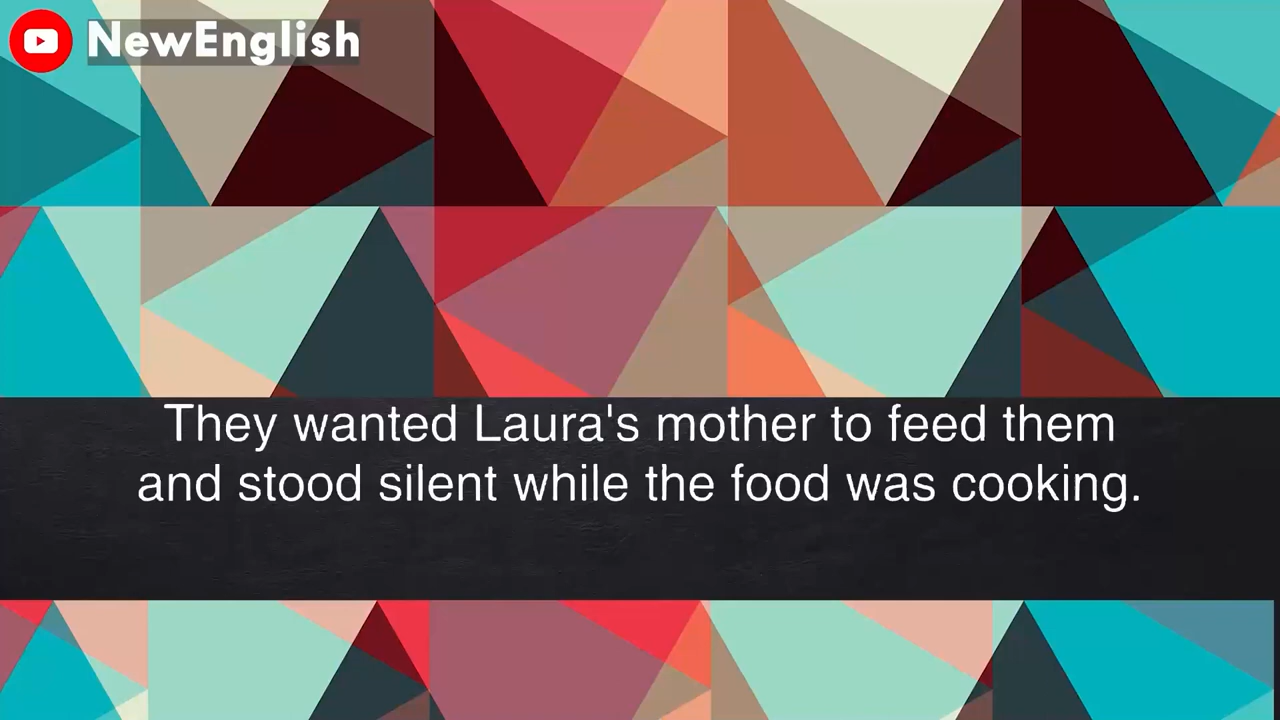 NewEnglish
They wanted Laura's mother to feed them
and stood silent while the food was cooking.